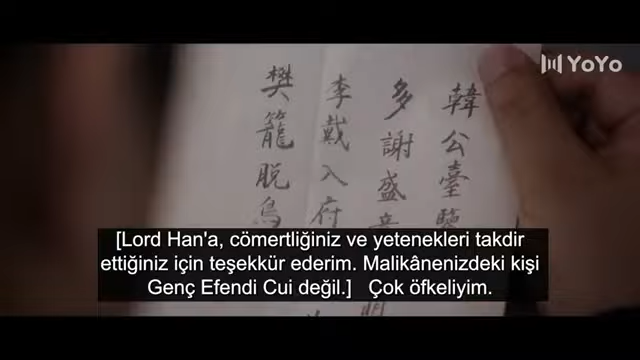 YoYo
韓公臺鑒
多謝盛
李戴入府
樊籠脫
[Lord Han'a, cömertliğiniz ve yetenekleri takdir
ettiğiniz için teşekkür ederim. Malikânenizdeki kişi
Genç Efendi Cui değil.] Çok öfkeliyim.